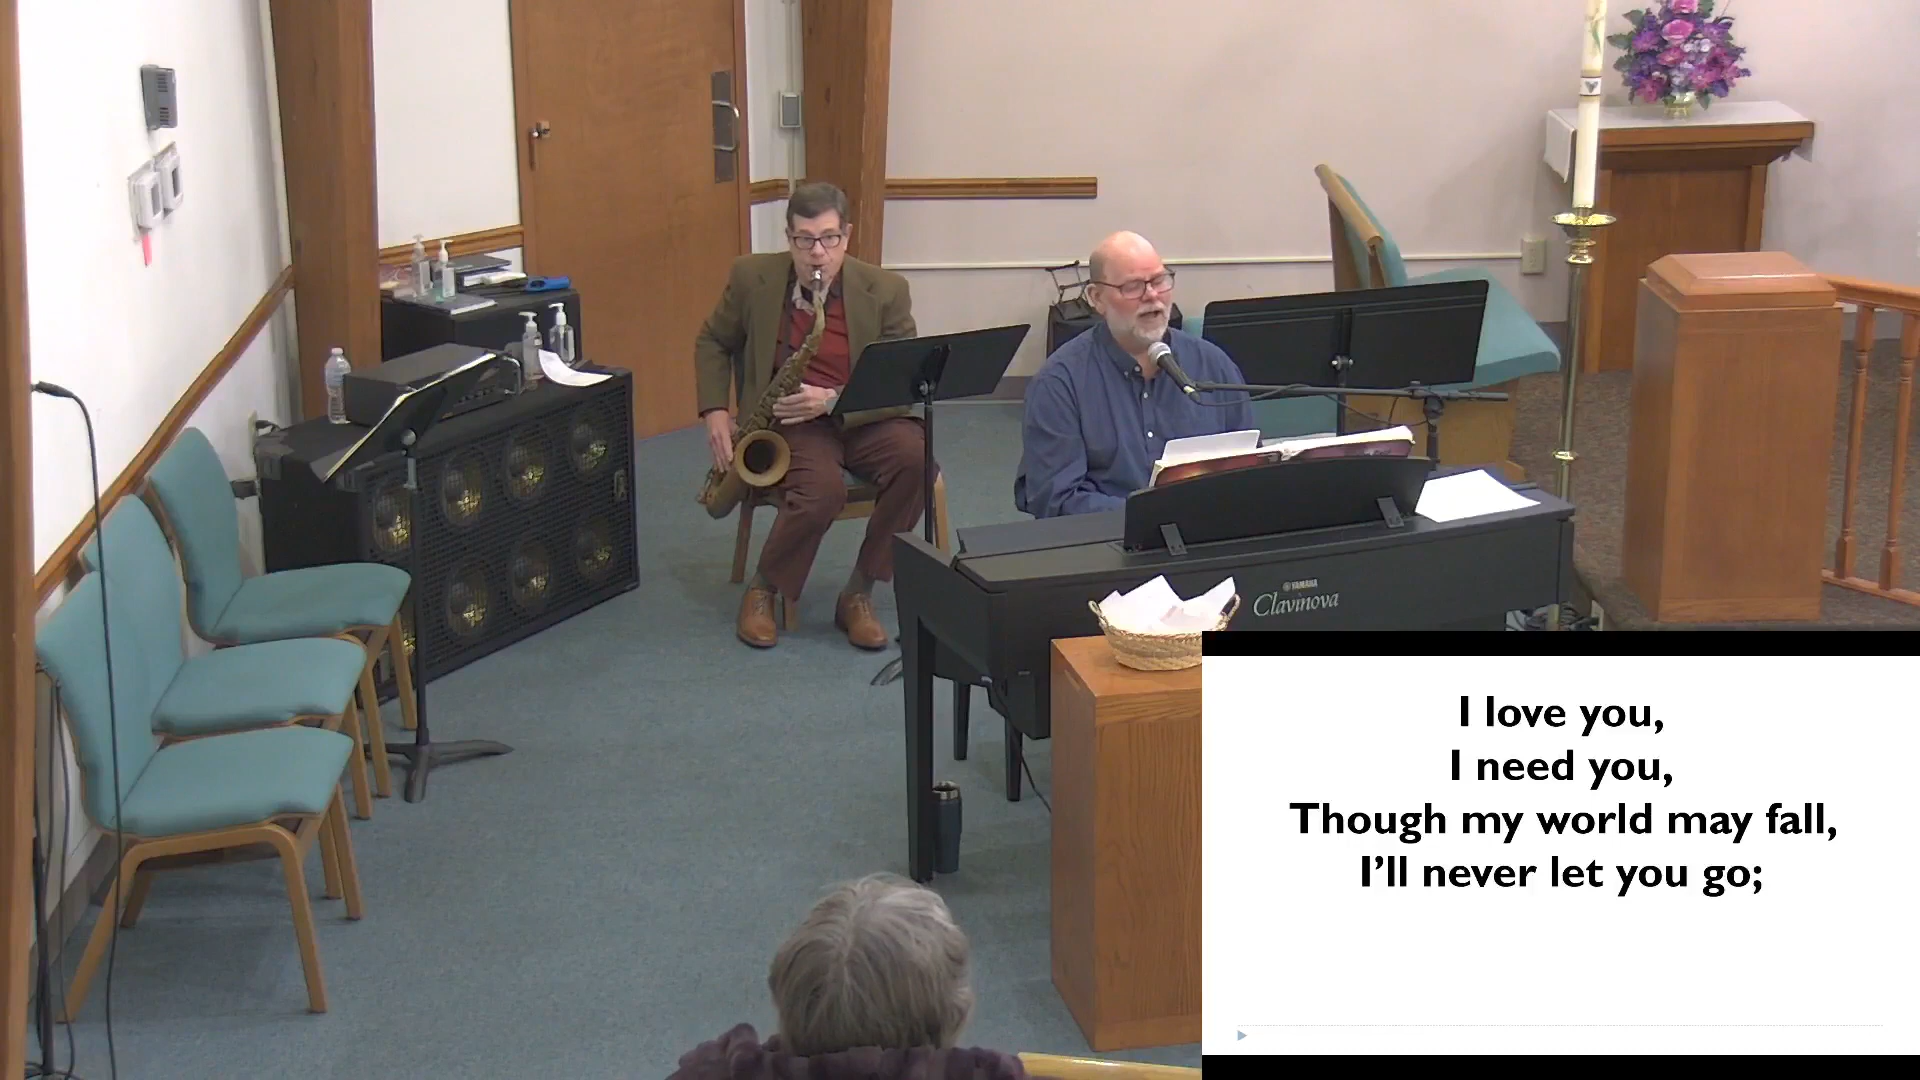 YAMAHA
Clavinova
I love you,
I need you,
Though my world may fall,
I'll never let you go;